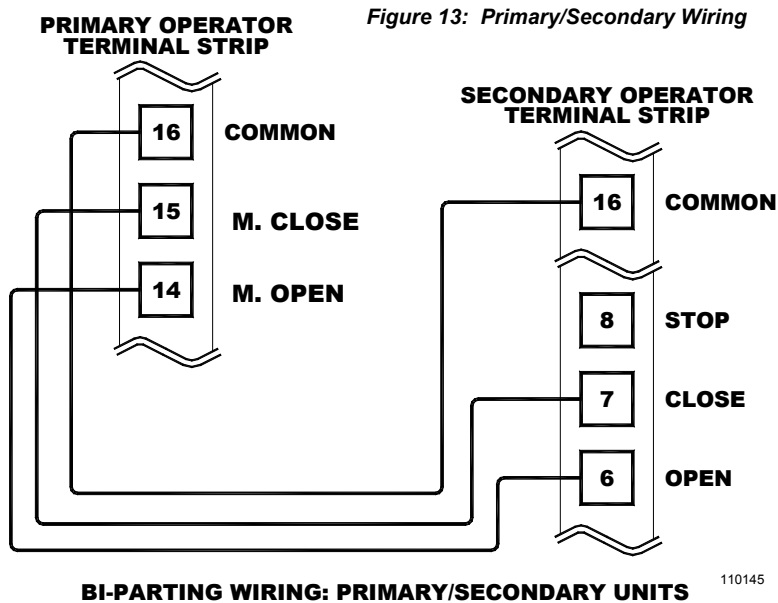 Figure 13: Primary/Secondary Wiring
PRIMARY OPERATOR
TERMINAL STRIP
16 COMMON
15 M. CLOSE
14 M. OPEN
SECONDARY OPERATOR
TERMINAL STRIP
16 COMMON
8 STOP
7 CLOSE
6 OPEN
110145
BI-PARTING WIRING: PRIMARY/SECONDARY UNITS